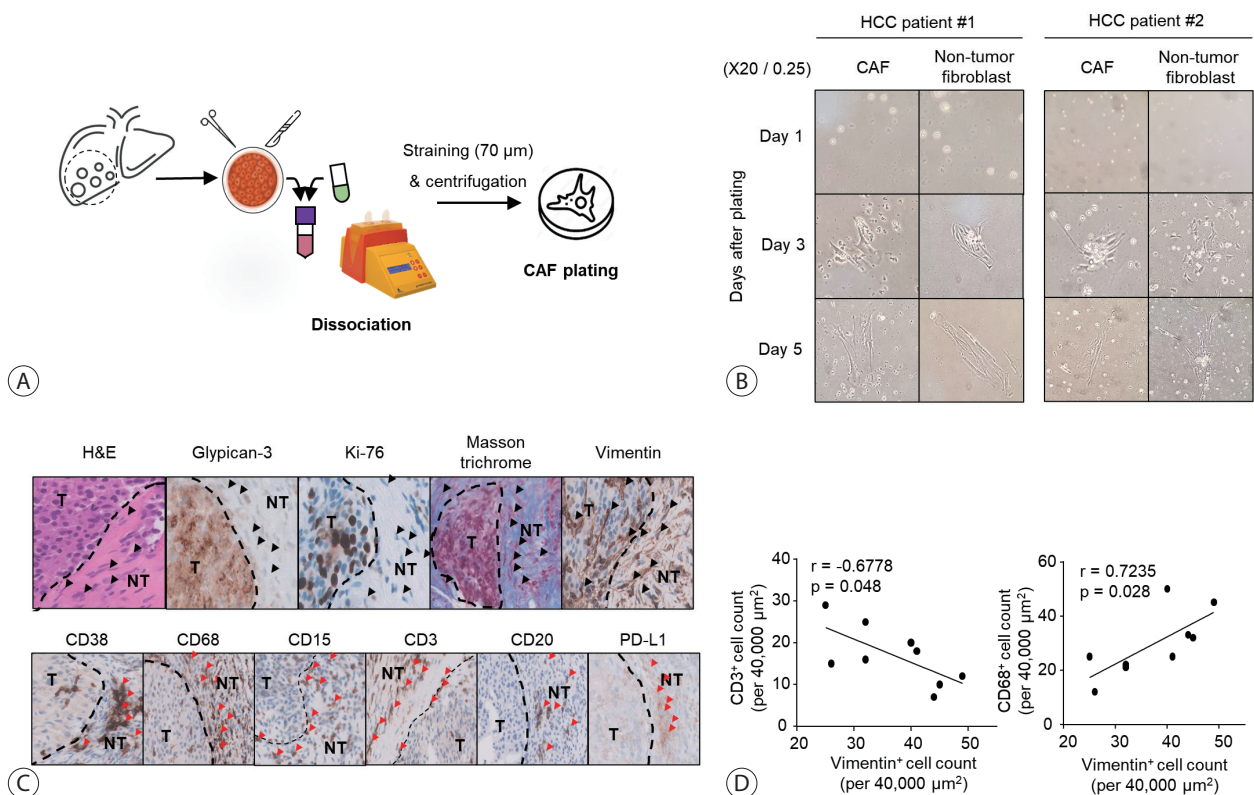 Straining (70 µm)
& centrifugation
CAF plating
Dissociation
A
HCC patient #1
HCC patient #2
(X20 / 0.25)
CAF
Non-tumor
fibroblast
CAF
Non-tumor
fibroblast
Days after plating
Day 1
Day 3
Day 5
B
H&E
Glypican-3
Ki-76
Masson
trichrome
Vimentin
T
NT
T
NT
T
NT
T
NT
T
NT
CD38
CD68
CD15
CD3
CD20
PD-L1
T
NT
T
NT
T
NT
NT
T
T
NT
T
NT
C
CD3+ cell count
(per 40,000 µm²)
40
30
20
10
0
r = -0.6778
p = 0.048
20
30
40
50
Vimentin+ cell count
(per 40,000 µm²)
CD68+ cell count
(per 40,000 µm²)
60
40
20
0
r = 0.7235
p = 0.028
20
30
40
50
Vimentin+ cell count
(per 40,000 µm²)
D